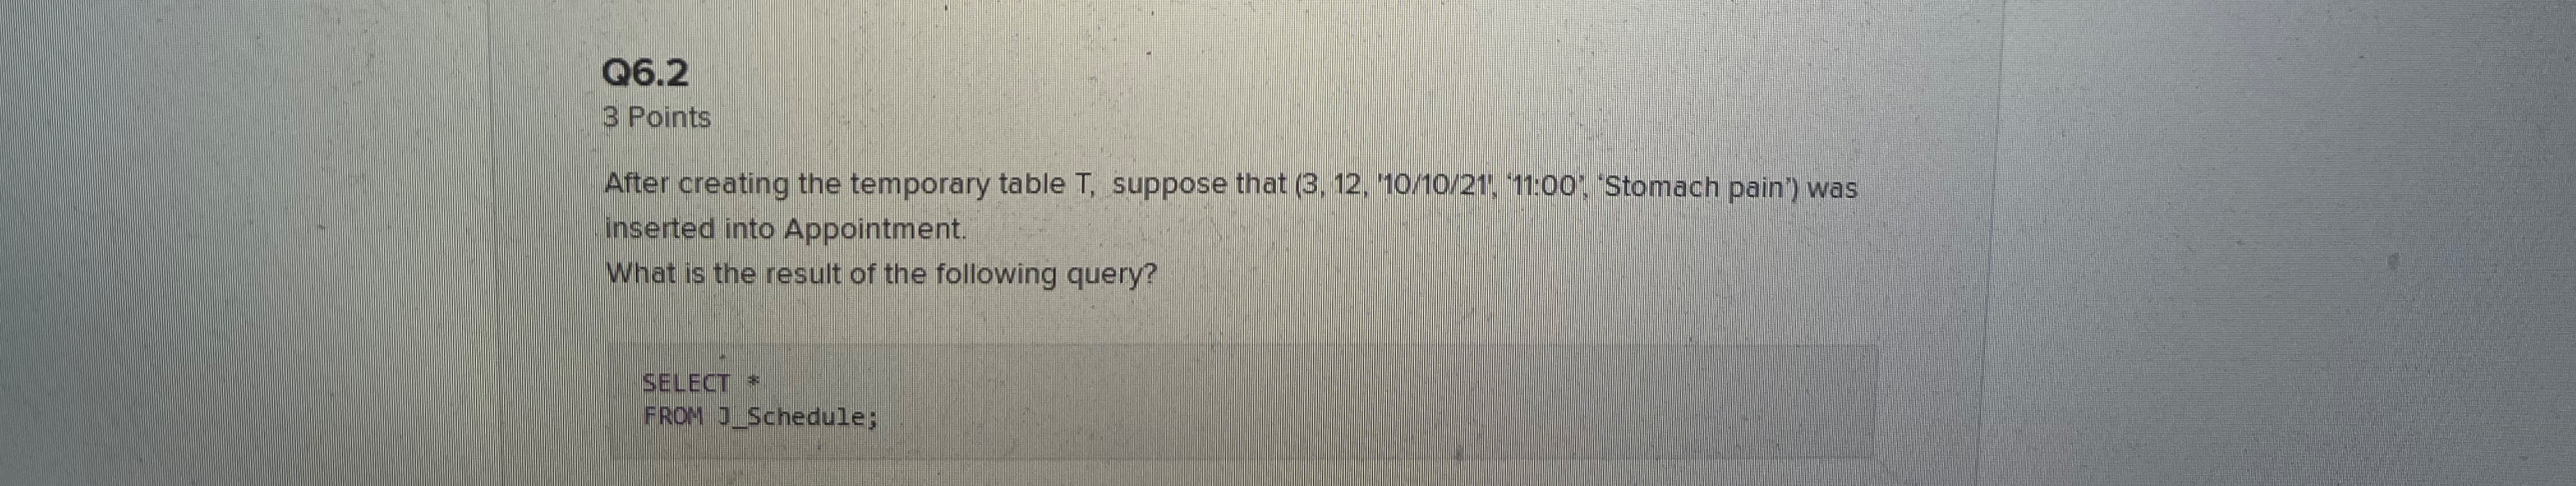 Q6.2
3 Points
After creating the temporary table T, suppose that (3, 12, '10/10/21', '11:00', 'Stomach pain') was
inserted into Appointment.
What is the result of the following query?
SELECT *
FROM J_Schedule;